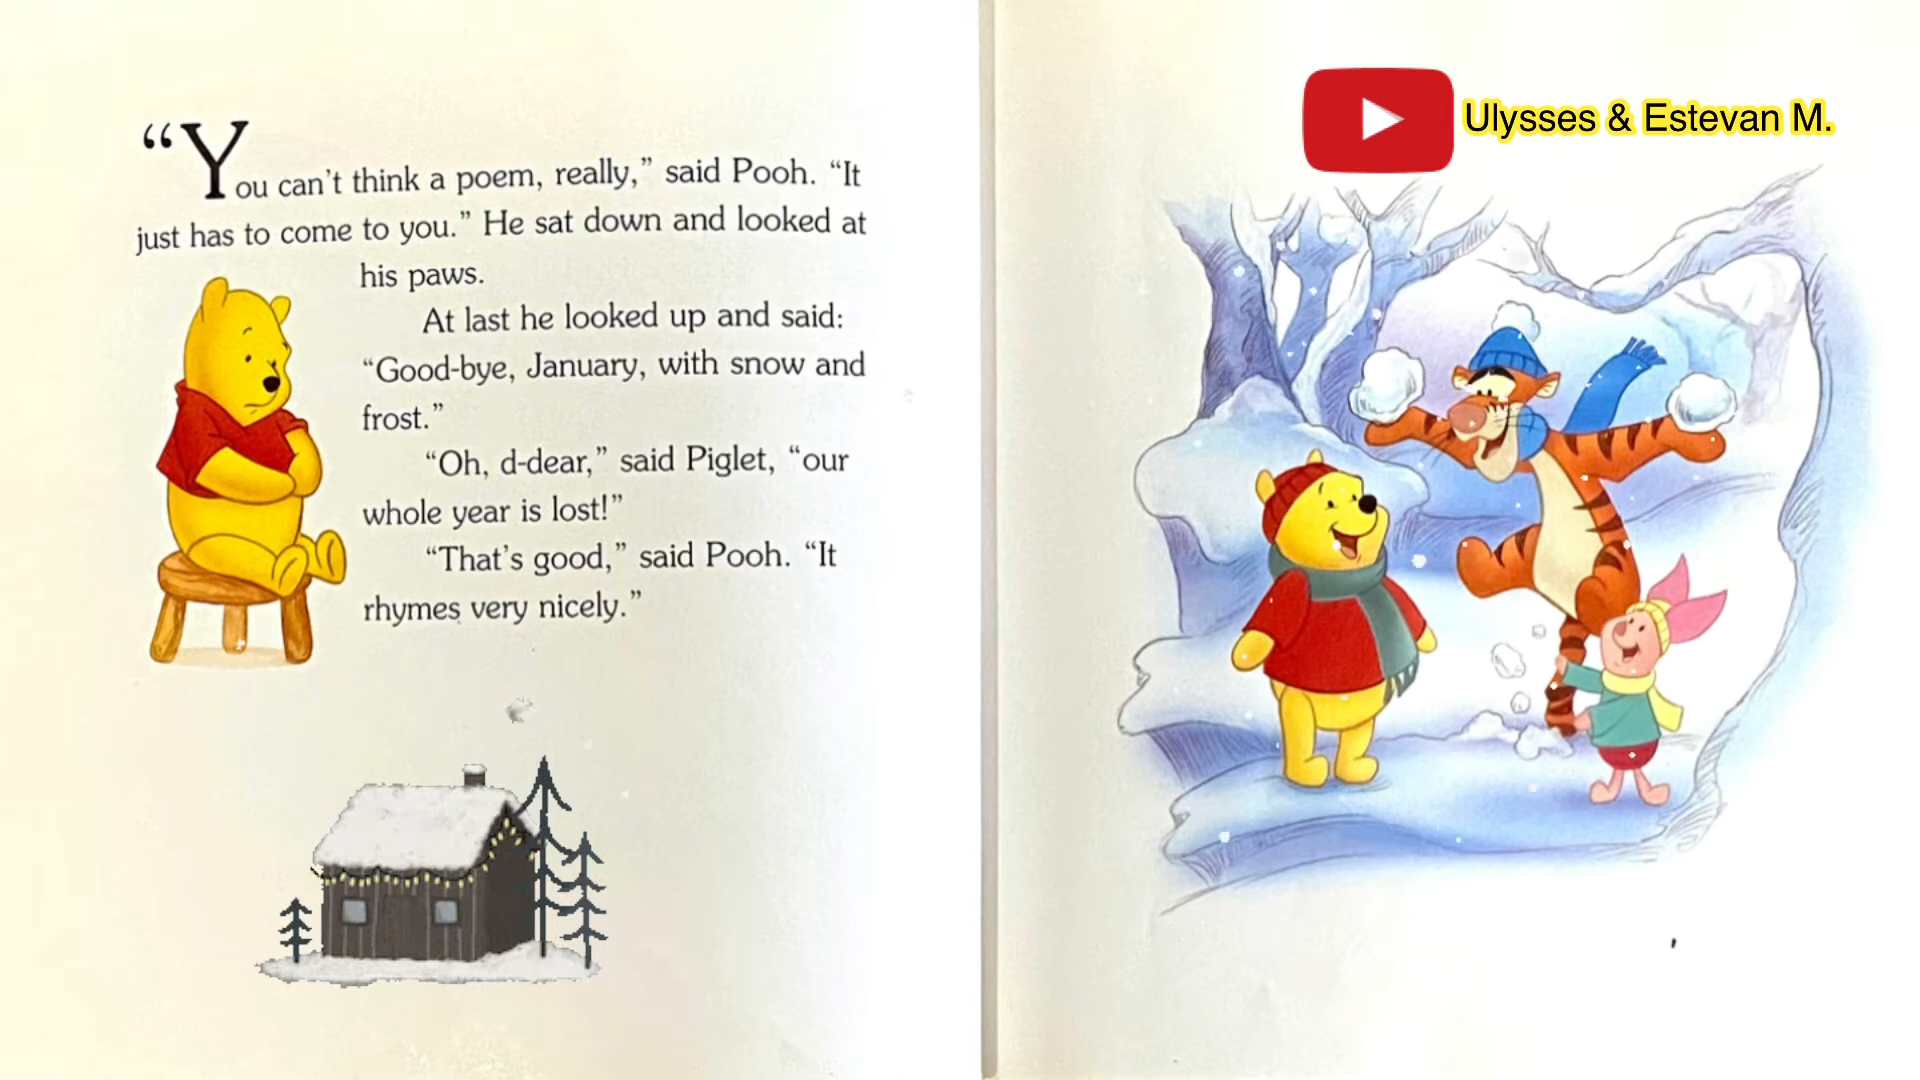 “You can’t think a poem, really,” said Pooh. “It
just has to come to you.” He sat down and looked at
his paws.
At last he looked up and said:
“Good-bye, January, with snow and
frost.”
“Oh, d-dear,” said Piglet, “our
whole year is lost!”
“That’s good,” said Pooh. “It
rhymes very nicely.”
Ulysses & Estevan M.